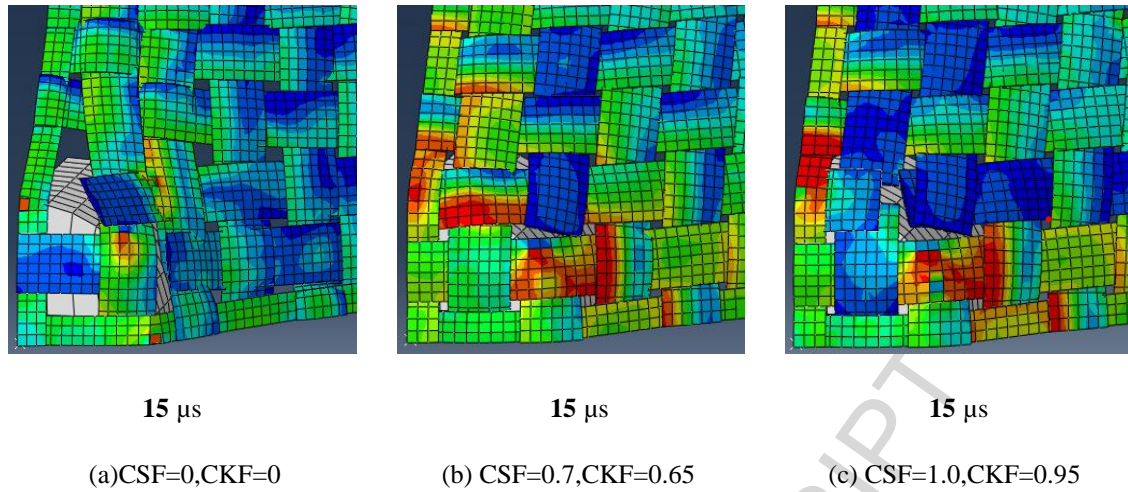 15 μs 15 μs 15 μs
(a)CSF=0,CKF=0 (b) CSF=0.7,CKF=0.65 (c) CSF=1.0,CKF=0.95
RIPT